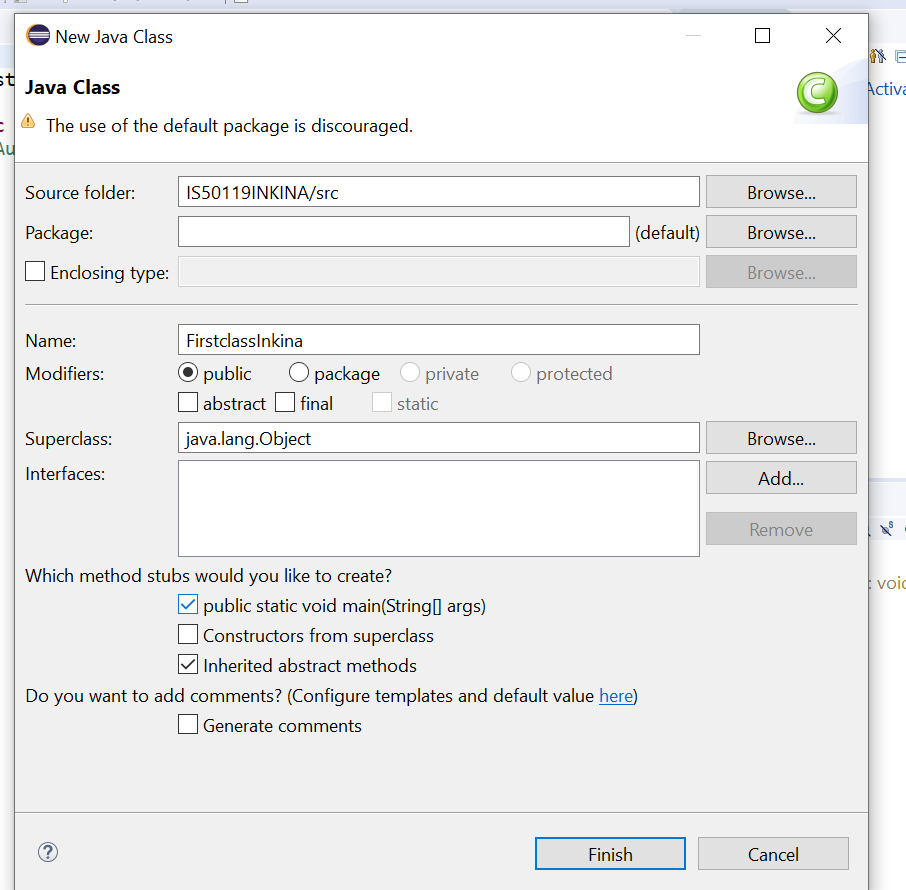 New Java Class
Java Class
The use of the default package is discouraged.
Activa
st
c
Au
Source folder: IS50119INKINA/src Browse...
Package: (default) Browse...
Enclosing type: Browse...
Name: FirstclassInkina
Modifiers: public package private protected
abstract final static
Superclass: java.lang.Object Browse...
Interfaces: Add...
Remove
Which method stubs would you like to create?
: void
public static void main(String[] args)
Constructors from superclass
Inherited abstract methods
Do you want to add comments? (Configure templates and default value here)
Generate comments
Finish Cancel